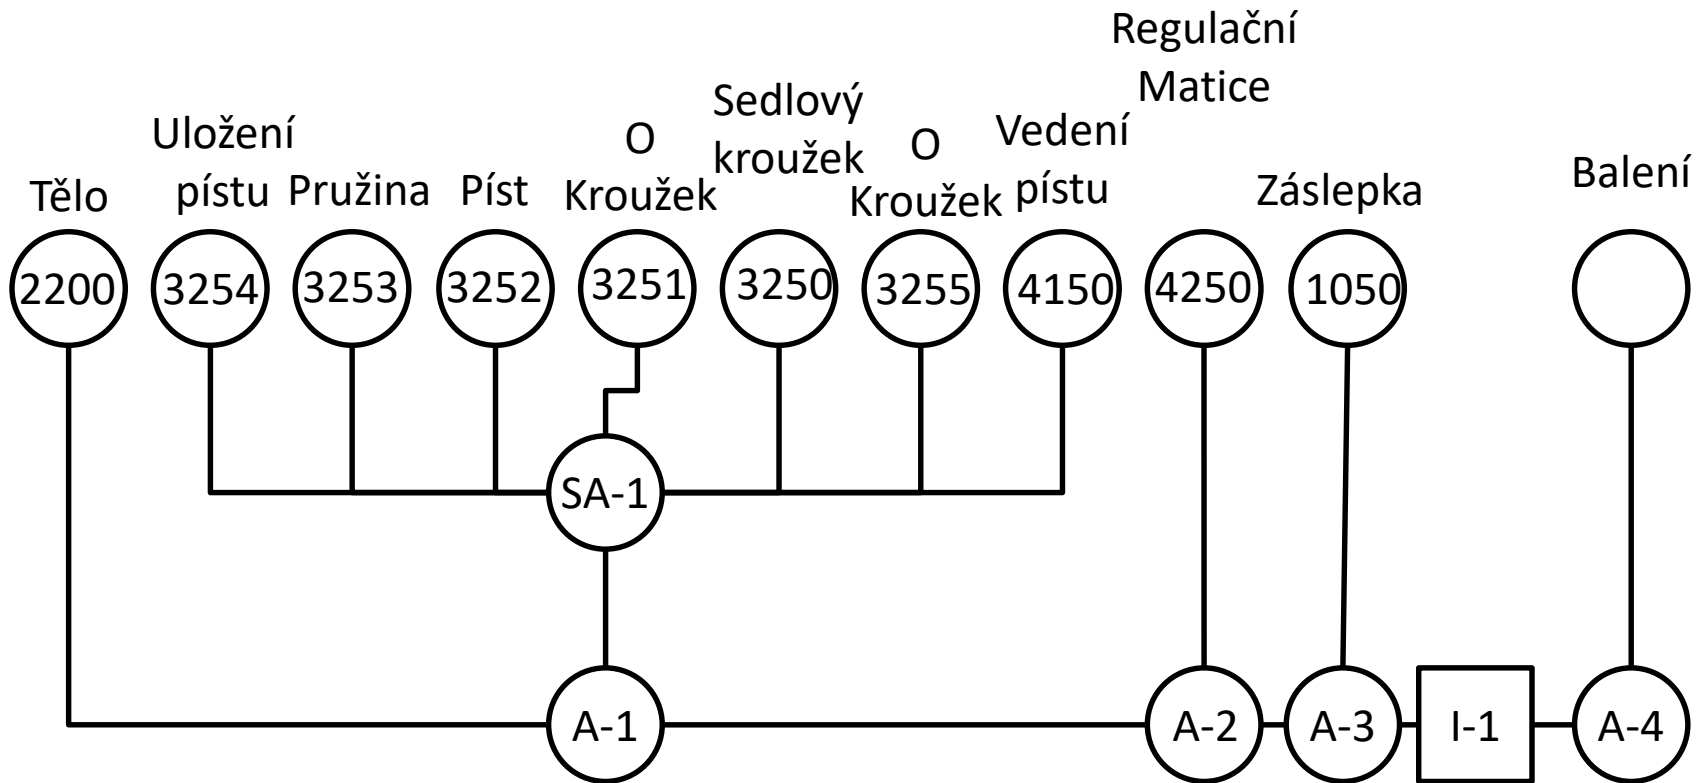 Regulační
Matice
Sedlový
kroužek
Uložení
pístu
O
Kroužek
O
Kroužek
Vedení
pístu
Tělo
Pružina
Píst
Záslepka
Balení
2200
3254
3253
3252
3251
3250
3255
4150
4250
1050
SA-1
A-1
A-2
A-3
I-1
A-4